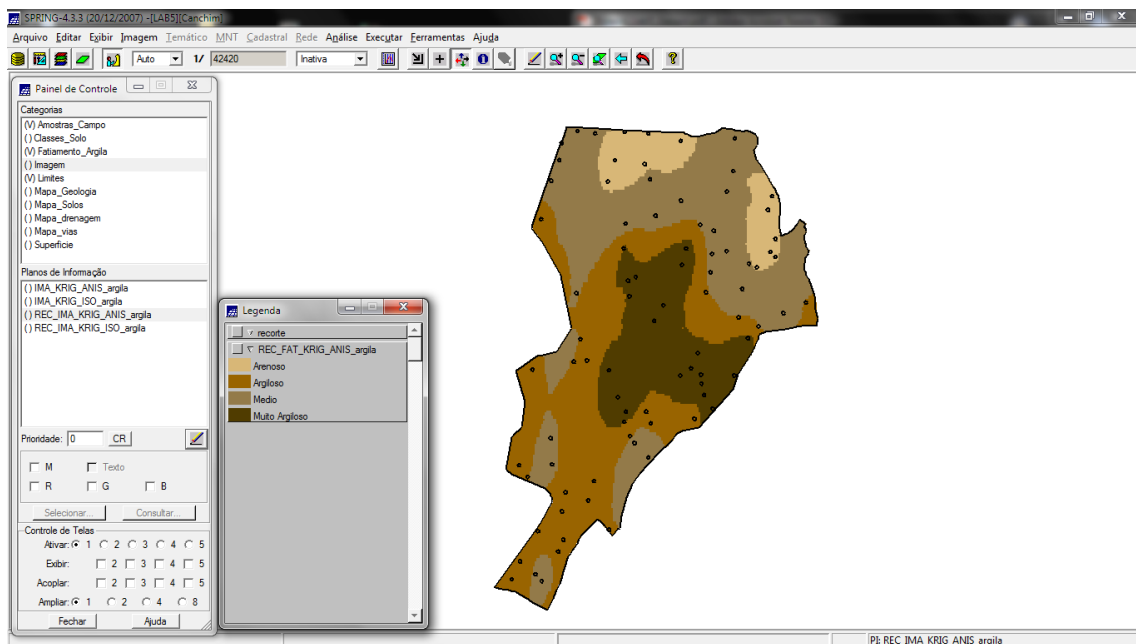 SPRING-4.3.3 (20/12/2007) -[LAB5][Canchim]
Arquivo Editar Exibir Imagem Temático MNT Cadastral Rede Análise Executar Ferramentas Ajuda
Auto 1/ 42420 Inativa
Painel de Controle
Categorias
(V) Amostras_Campo
( ) Classes_Solo
(V) Fatiamento_Argila
( ) Imagem
(V) Limites
( ) Mapa_Geologia
( ) Mapa_Solos
( ) Mapa_drenagem
( ) Mapa_vias
( ) Superficie
Planos de Informação
( ) IMA_KRIG_ANIS_argila
( ) IMA_KRIG_ISO_argila
( ) REC_IMA_KRIG_ANIS_argila
( ) REC_IMA_KRIG_ISO_argila
Prioridade: 0 CR
M Texto
R G B
Selecionar... Consultar...
Controle de Telas
Ativar: 1 2 3 4 5
Exibir: 2 3 4 5
Acoplar: 2 3 4 5
Ampliar: 1 2 4 8
Fechar Ajuda
Legenda
recorte
REC_FAT_KRIG_ANIS_argila
Arenoso
Argiloso
Medio
Muito Argiloso
PI: REC_IMA_KRIG_ANIS_argila